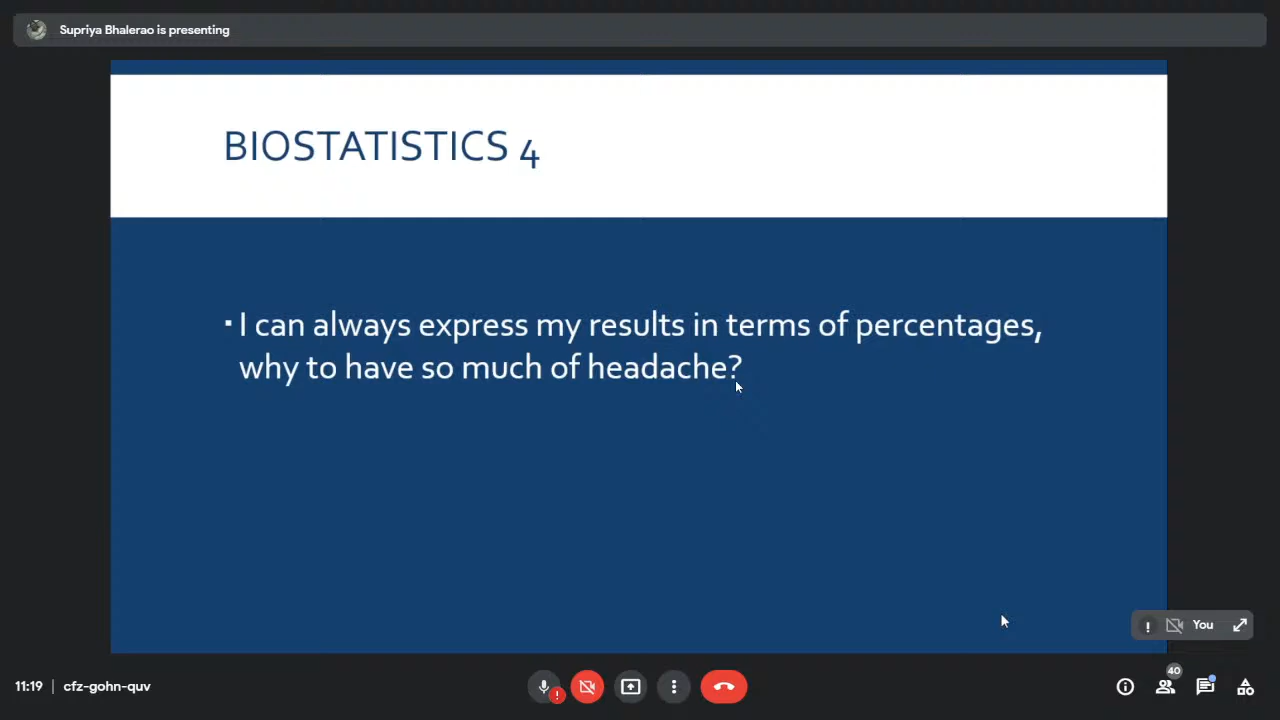 Supriya Bhalerao is presenting
BIOSTATISTICS 4
▪ I can always express my results in terms of percentages,
why to have so much of headache?
You
11:19 | cfz-gohn-quv
40